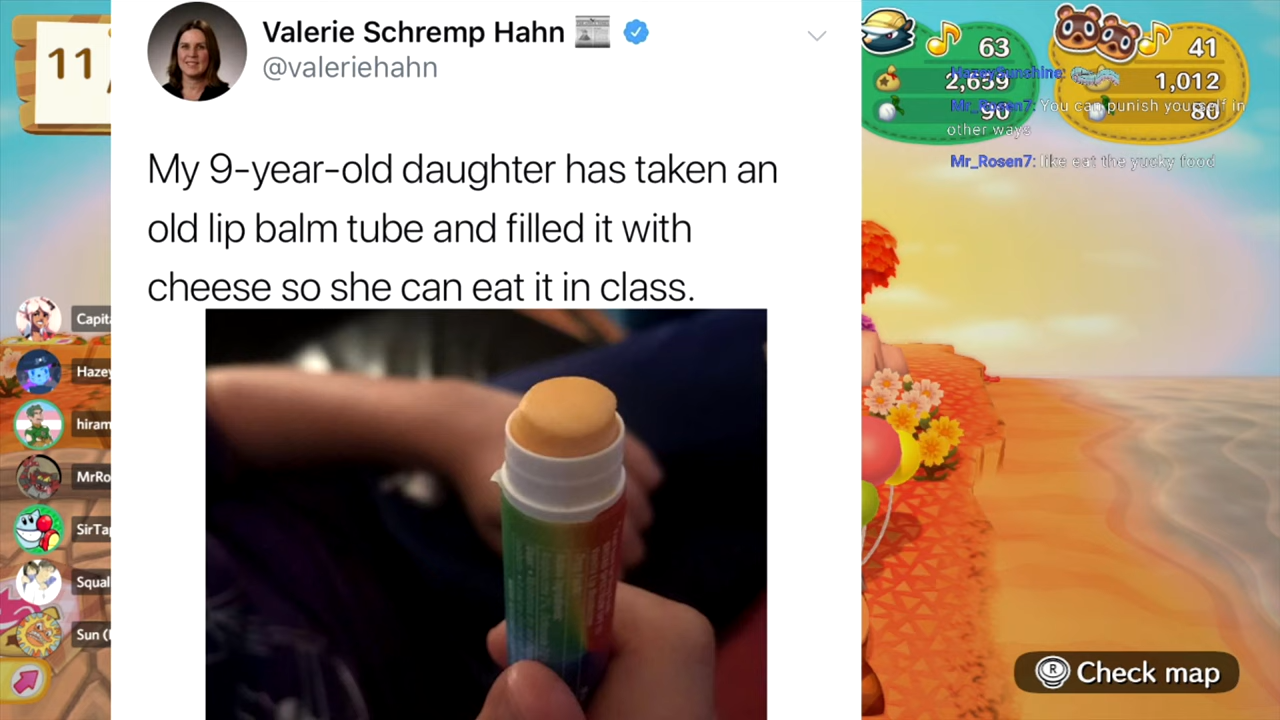 11
Valerie Schremp Hahn
@valeriehahn
My 9-year-old daughter has taken an
old lip balm tube and filled it with
cheese so she can eat it in class.
Capit
Hazey
hiram
MrRo
SirTa
Squal
Sun (
63
2,659
90
41
1,012
80
HazeySunshine:
Mr_Rosen7: You can punish yourself in
other ways
Mr_Rosen7: like eat the yucky food
R Check map